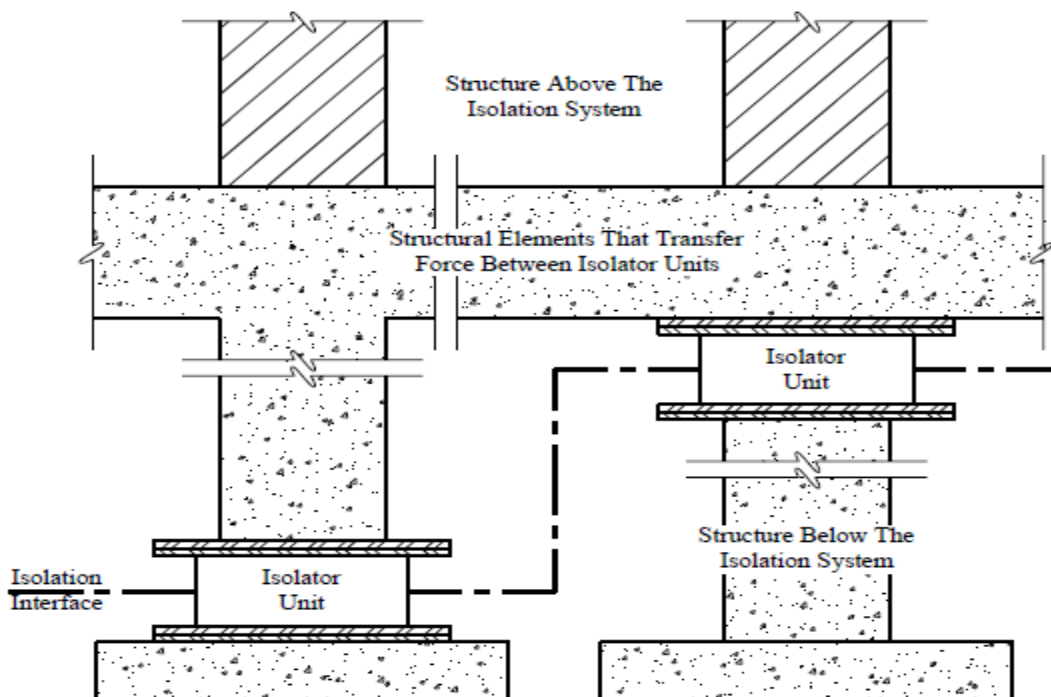 Structure Above The
Isolation System
Structural Elements That Transfer
Force Between Isolator Units
Isolator
Unit
Structure Below The
Isolation System
Isolation
Interface
Isolator
Unit